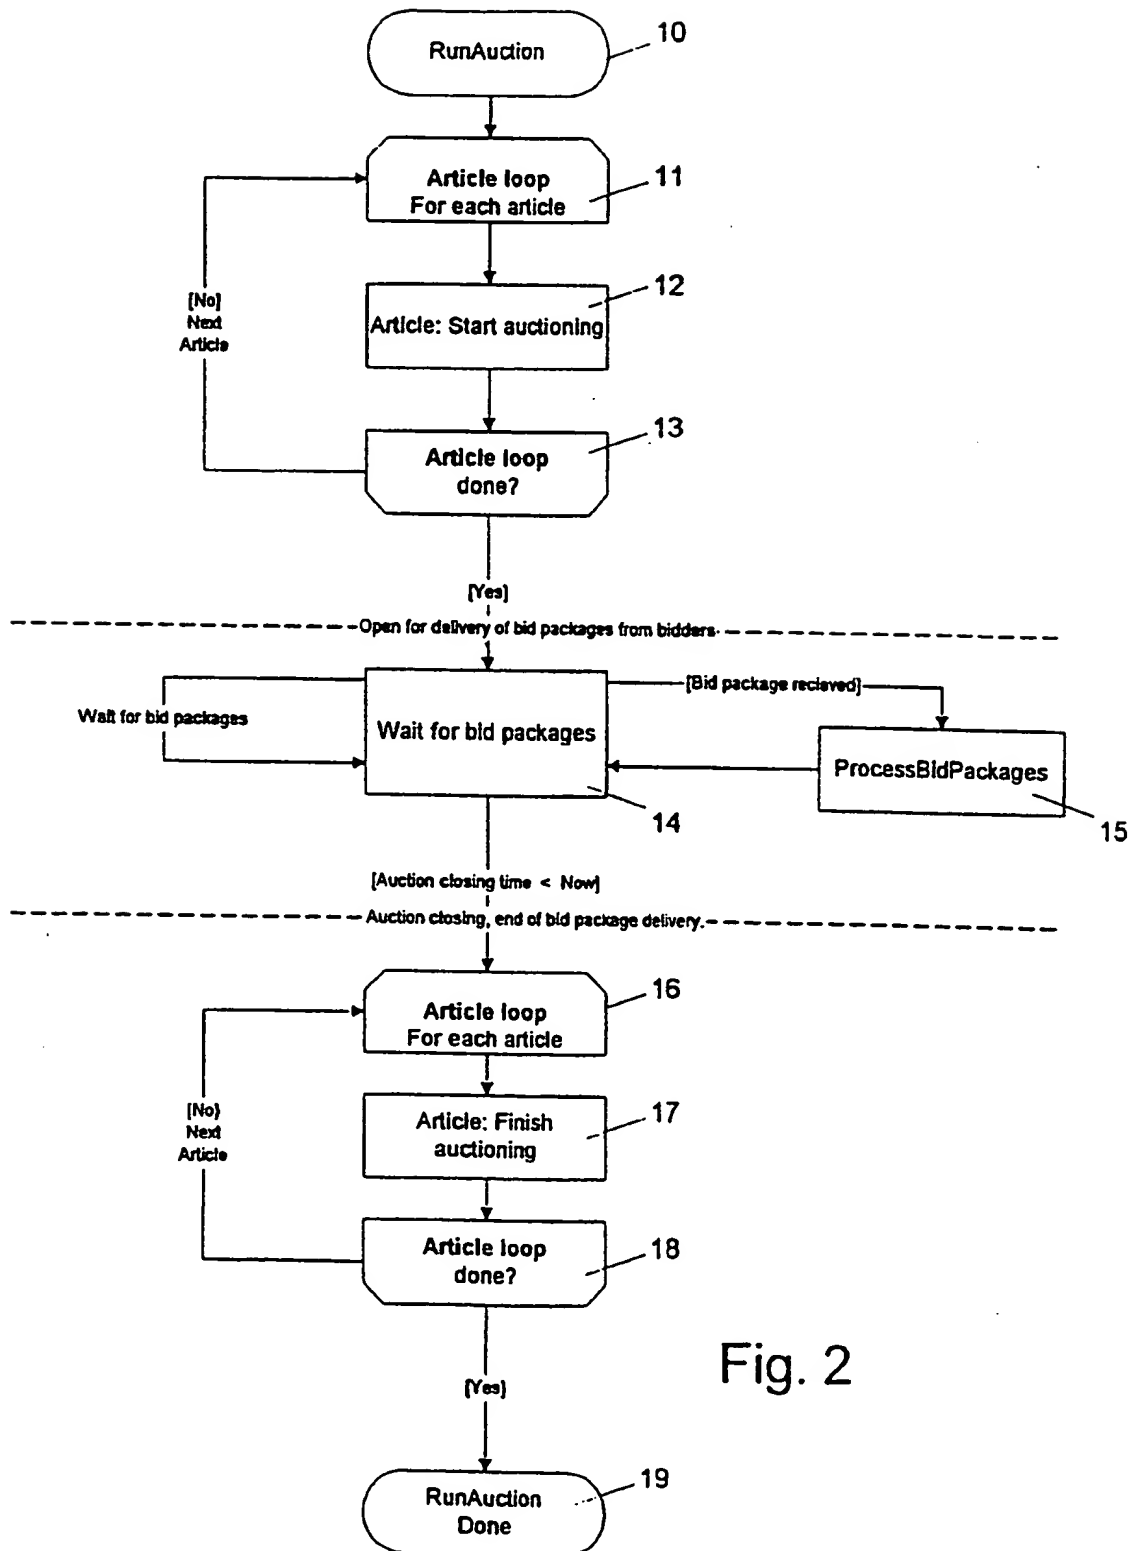 RunAuction
10
Article loop
For each article
11
[No]
Next
Article
12
Article: Start auctioning
13
Article loop
done?
[Yes]
Open for delivery of bid packages from bidders
Wait for bid packages
Wait for bid packages
[Bid package recieved]
ProcessBidPackages
14
15
[Auction closing time < Now]
Auction closing, end of bid package delivery.
16
Article loop
For each article
[No]
Next
Article
17
Article: Finish
auctioning
18
Article loop
done?
Fig. 2
[Yes]
19
RunAuction
Done